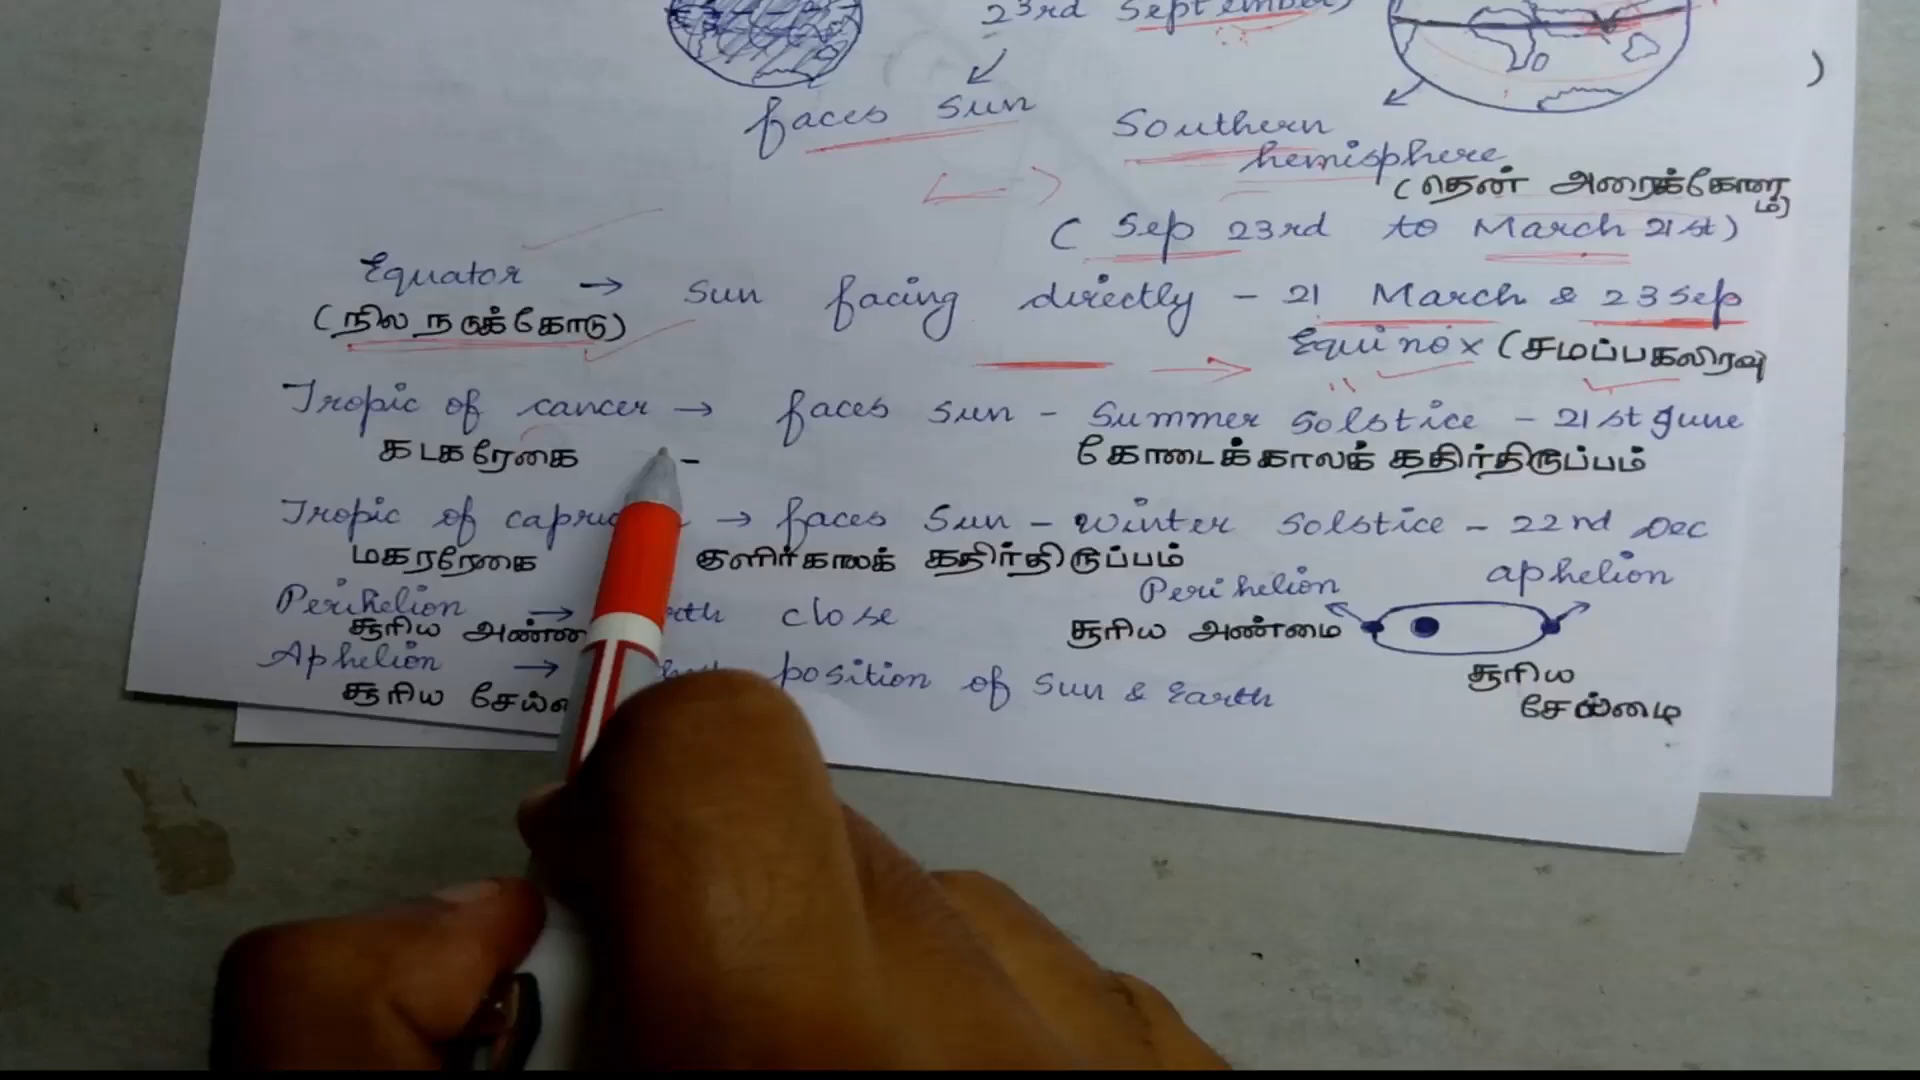 23rd September)
faces sun
Southern
hemisphere
(தென் அரைக்கோளம்)
( Sep 23rd to March 21st)
)
Equator → sun facing directly - 21 March & 23 Sep
(நில நடுக்கோடு)
Equinox (சமப்பகலிரவு)
Tropic of cancer → faces sun - Summer Solstice - 21st June
கடகரேகை - கோடைக்காலக் கதிர்திருப்பம்
Tropic of → faces Sun - winter solstice - 22nd Dec
மகரரேகை குளிர்காலக் கதிர்திருப்பம்
Perihelion → close
சூரிய
Perihelion aphelion
சூரிய அண்மை
Aphelion → position of Sun & Earth
சூரிய
சூரிய
சேய்மை